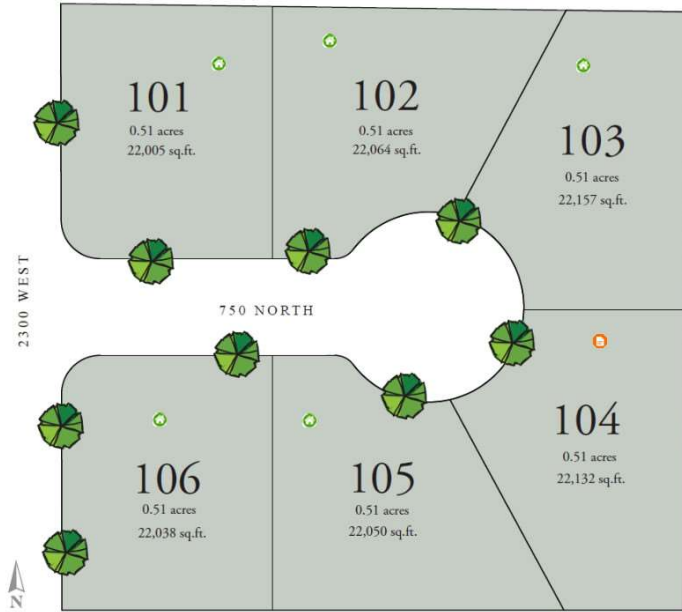 101
0.51 acres
22,005 sq.ft.
102
0.51 acres
22,064 sq.ft.
103
0.51 acres
22,157 sq.ft.
2300 WEST
750 NORTH
104
0.51 acres
22,132 sq.ft.
105
0.51 acres
22,050 sq.ft.
106
0.51 acres
22,038 sq.ft.
N